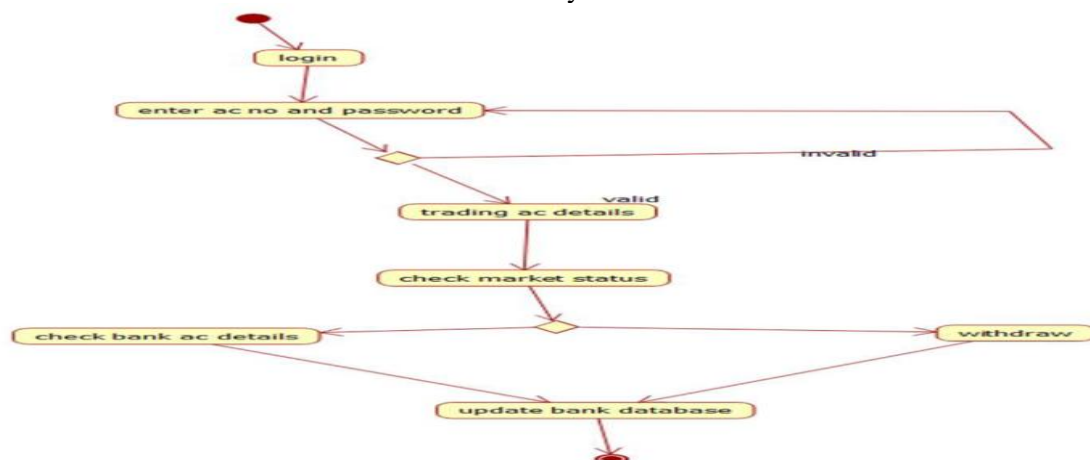 login
enter ac no and password
invalid
valid
trading ac details
check market status
check bank ac details
withdraw
update bank database